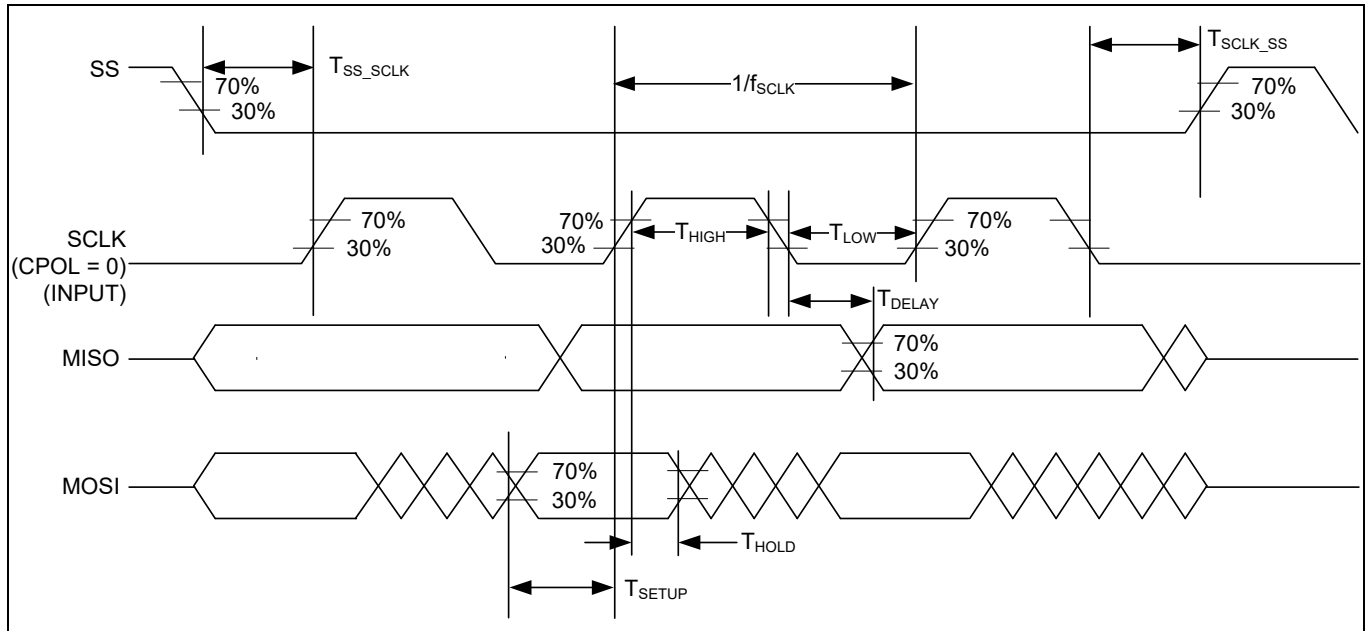 SS
70%
30%
T_SS_SCLK
1/f_SCLK
T_SCLK_SS
70%
30%
SCLK
(CPOL = 0)
(INPUT)
70%
30%
70%
30%
T_HIGH
T_LOW
70%
30%
T_DELAY
MISO
70%
30%
MOSI
70%
30%
T_HOLD
T_SETUP